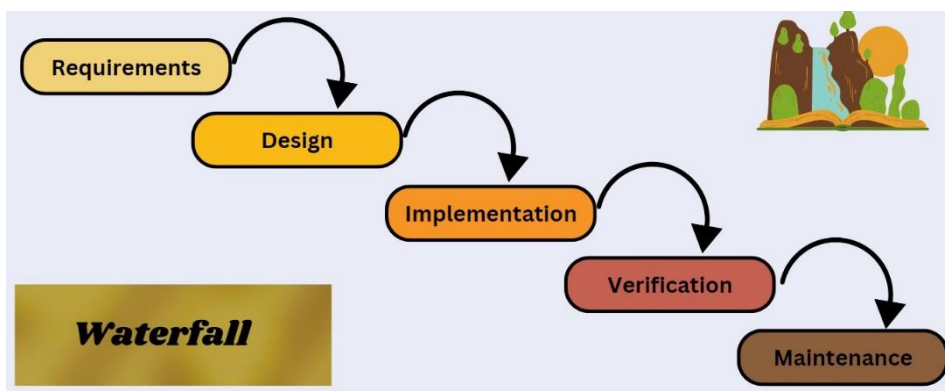 Requirements
Design
Implementation
Verification
Waterfall
Maintenance